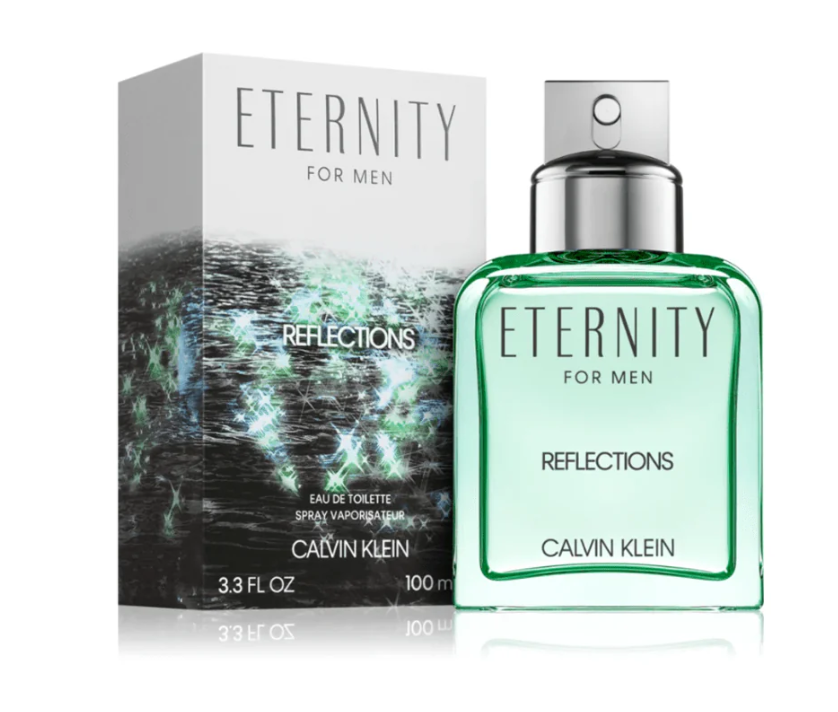 ETERNITY
FOR MEN
REFLECTIONS
EAU DE TOILETTE
SPRAY VAPORISATEUR
CALVIN KLEIN
3.3 FL OZ 100 m
ETERNITY
FOR MEN
REFLECTIONS
CALVIN KLEIN